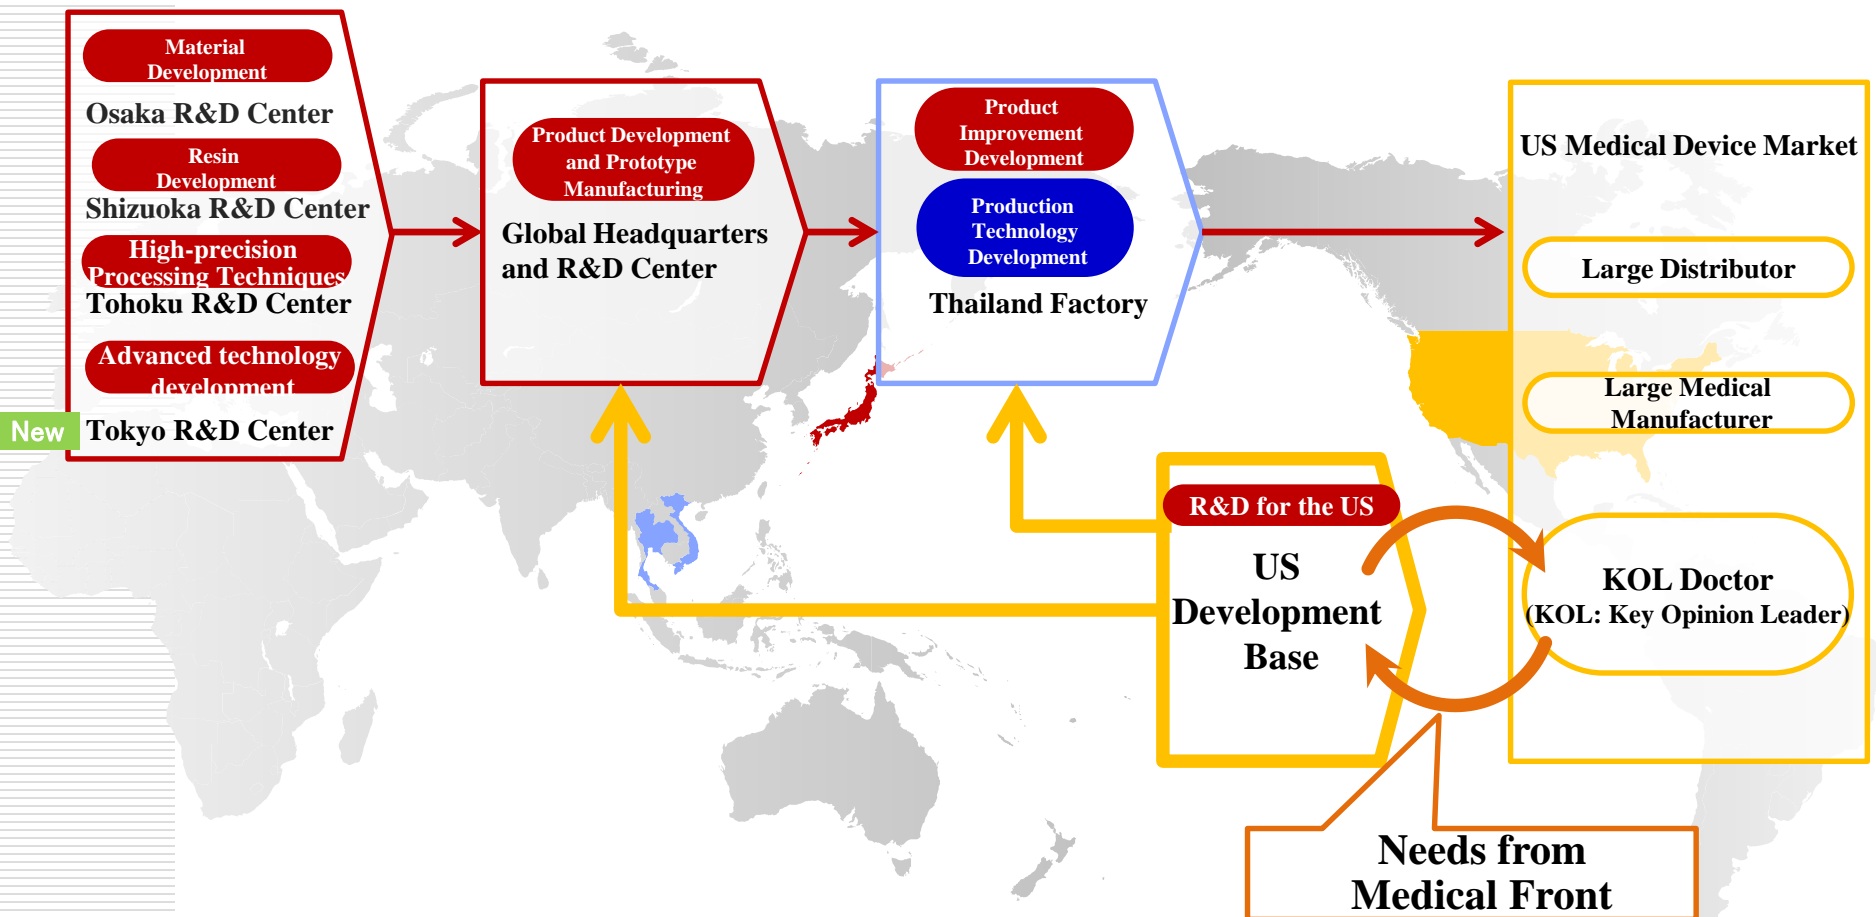 Material
Development
Osaka R&D Center
Resin
Development
Shizuoka R&D Center
High-precision
Processing Techniques
Tohoku R&D Center
Advanced technology
development
New
Tokyo R&D Center
Product Development
and Prototype
Manufacturing
Global Headquarters
and R&D Center
Product
Improvement
Development
Production
Technology
Development
Thailand Factory
US Medical Device Market
Large Distributor
Large Medical
Manufacturer
R&D for the US
US
Development
Base
KOL Doctor
(KOL: Key Opinion Leader)
Needs from
Medical Front